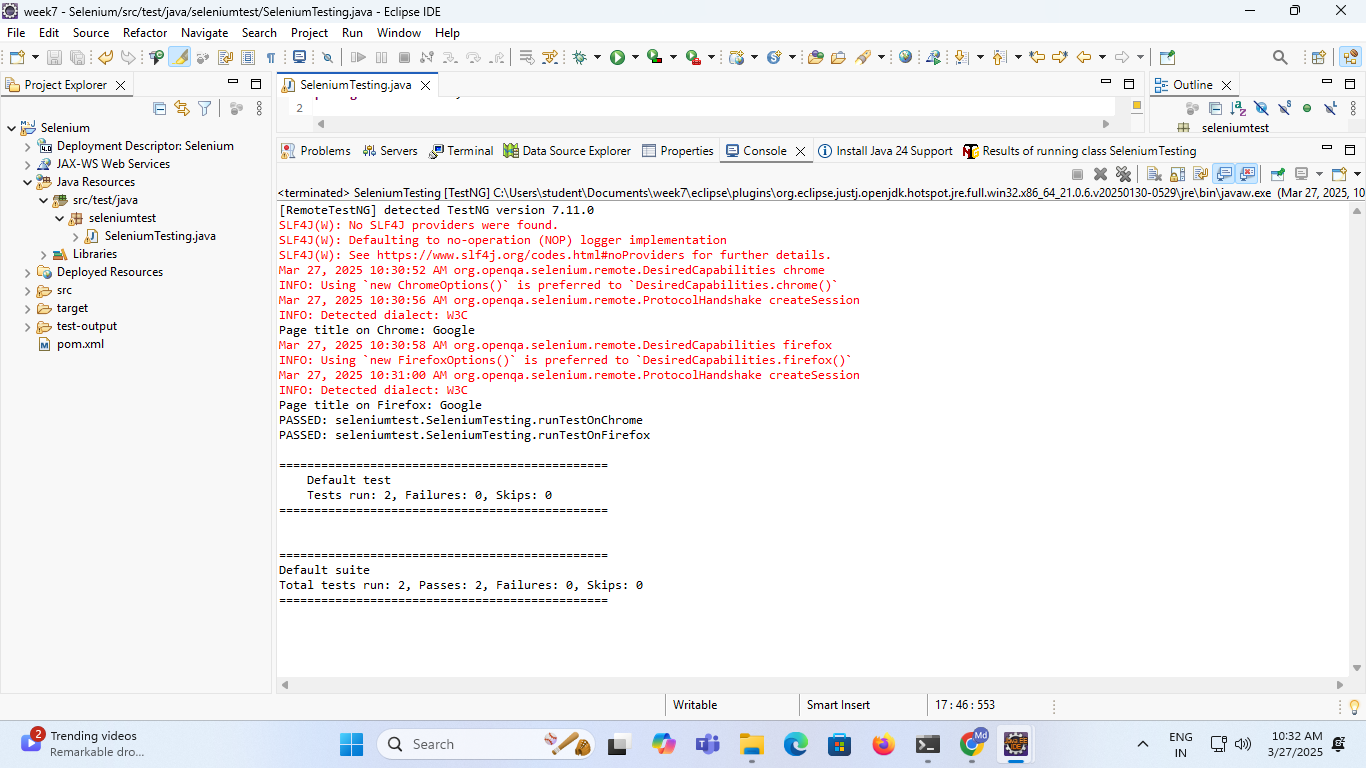 week7 - Selenium/src/test/java/seleniumtest/SeleniumTesting.java - Eclipse IDE
File Edit Source Refactor Navigate Search Project Run Window Help
Project Explorer
SeleniumTesting.java
Outline
2
seleniumtest
Selenium
Deployment Descriptor: Selenium
JAX-WS Web Services
Java Resources
src/test/java
seleniumtest
SeleniumTesting.java
Libraries
Deployed Resources
src
target
test-output
pom.xml
Problems Servers Terminal Data Source Explorer Properties Console Install Java 24 Support Results of running class SeleniumTesting
<terminated> SeleniumTesting [TestNG] C:\Users\student\Documents\week7\eclipse\plugins\org.eclipse.justj.openjdk.hotspot.jre.full.win32.x86_64_21.0.6.v20250130-0529\jre\bin\javaw.exe (Mar 27, 2025, 10
[RemoteTestNG] detected TestNG version 7.11.0
SLF4J(W): No SLF4J providers were found.
SLF4J(W): Defaulting to no-operation (NOP) logger implementation
SLF4J(W): See https://www.slf4j.org/codes.html#noProviders for further details.
Mar 27, 2025 10:30:52 AM org.openqa.selenium.remote.DesiredCapabilities chrome
INFO: Using `new ChromeOptions()` is preferred to `DesiredCapabilities.chrome()`
Mar 27, 2025 10:30:56 AM org.openqa.selenium.remote.ProtocolHandshake createSession
INFO: Detected dialect: W3C
Page title on Chrome: Google
Mar 27, 2025 10:30:58 AM org.openqa.selenium.remote.DesiredCapabilities firefox
INFO: Using `new FirefoxOptions()` is preferred to `DesiredCapabilities.firefox()`
Mar 27, 2025 10:31:00 AM org.openqa.selenium.remote.ProtocolHandshake createSession
INFO: Detected dialect: W3C
Page title on Firefox: Google
PASSED: seleniumtest.SeleniumTesting.runTestOnChrome
PASSED: seleniumtest.SeleniumTesting.runTestOnFirefox
===============================================
Default test
Tests run: 2, Failures: 0, Skips: 0
===============================================
===============================================
Default suite
Total tests run: 2, Passes: 2, Failures: 0, Skips: 0
===============================================
Writable Smart Insert 17 : 46 : 553
2
Trending videos
Remarkable dro...
Search
Md
ENG
IN
10:32 AM
3/27/2025